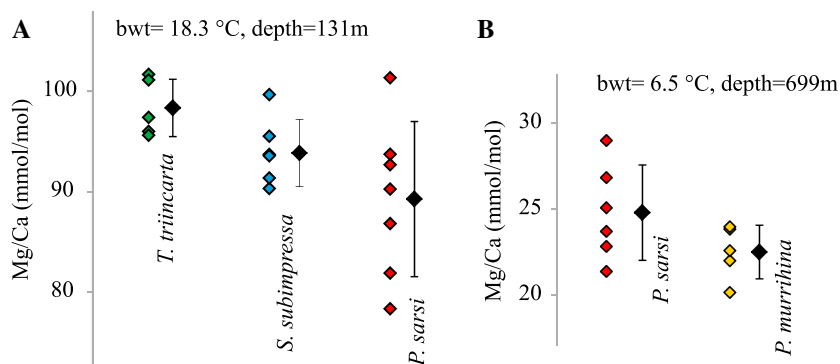 A
bwt= 18.3 °C, depth=131m
Mg/Ca (mmol/mol)
100
90
80
T. triincarta
S. subimpressa
P. sarsi
B
bwt= 6.5 °C, depth=699m
Mg/Ca (mmol/mol)
30
25
20
P. sarsi
P. murrihina